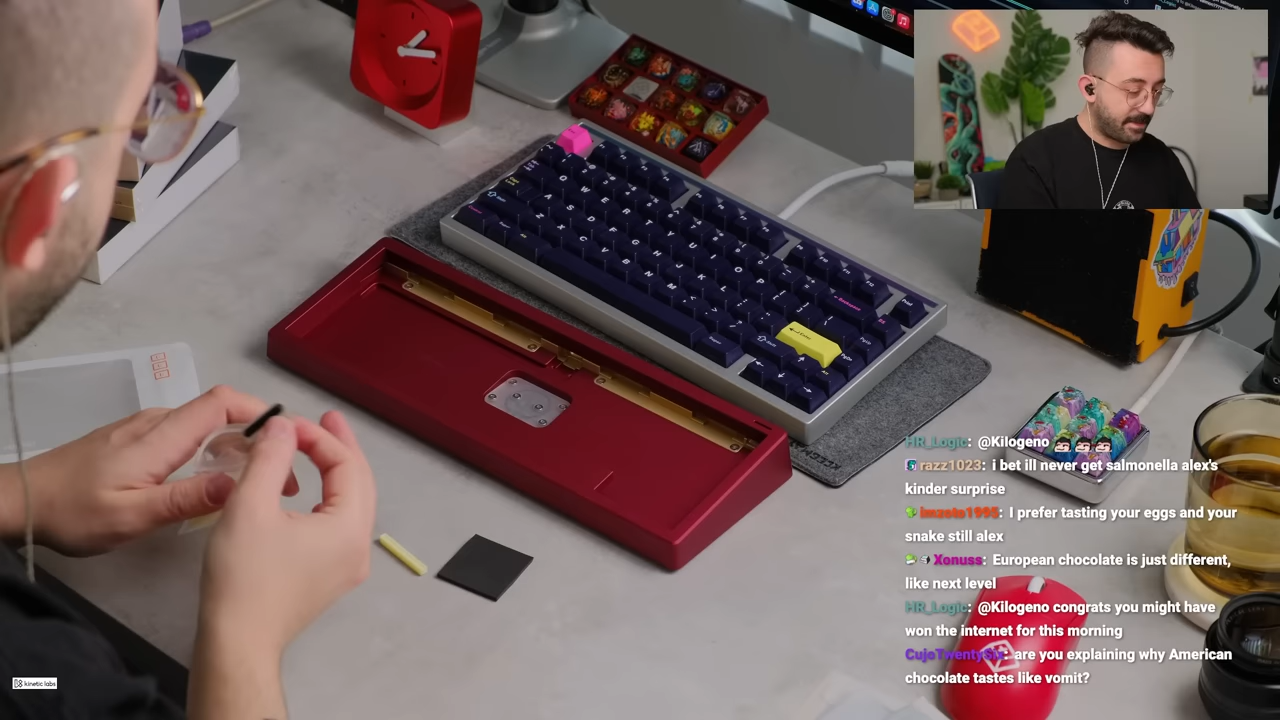 HR_Logic: @Kilogeno
razz1023: i bet ill never get salmonella alex's
kinder surprise
Imzoto1995: I prefer tasting your eggs and your
snake still alex
Xonuss: European chocolate is just different,
like next level
HR_Logic: @Kilogeno congrats you might have
won the internet for this morning
CujoTwentySix: are you explaining why American
chocolate tastes like vomit?
kinetic labs